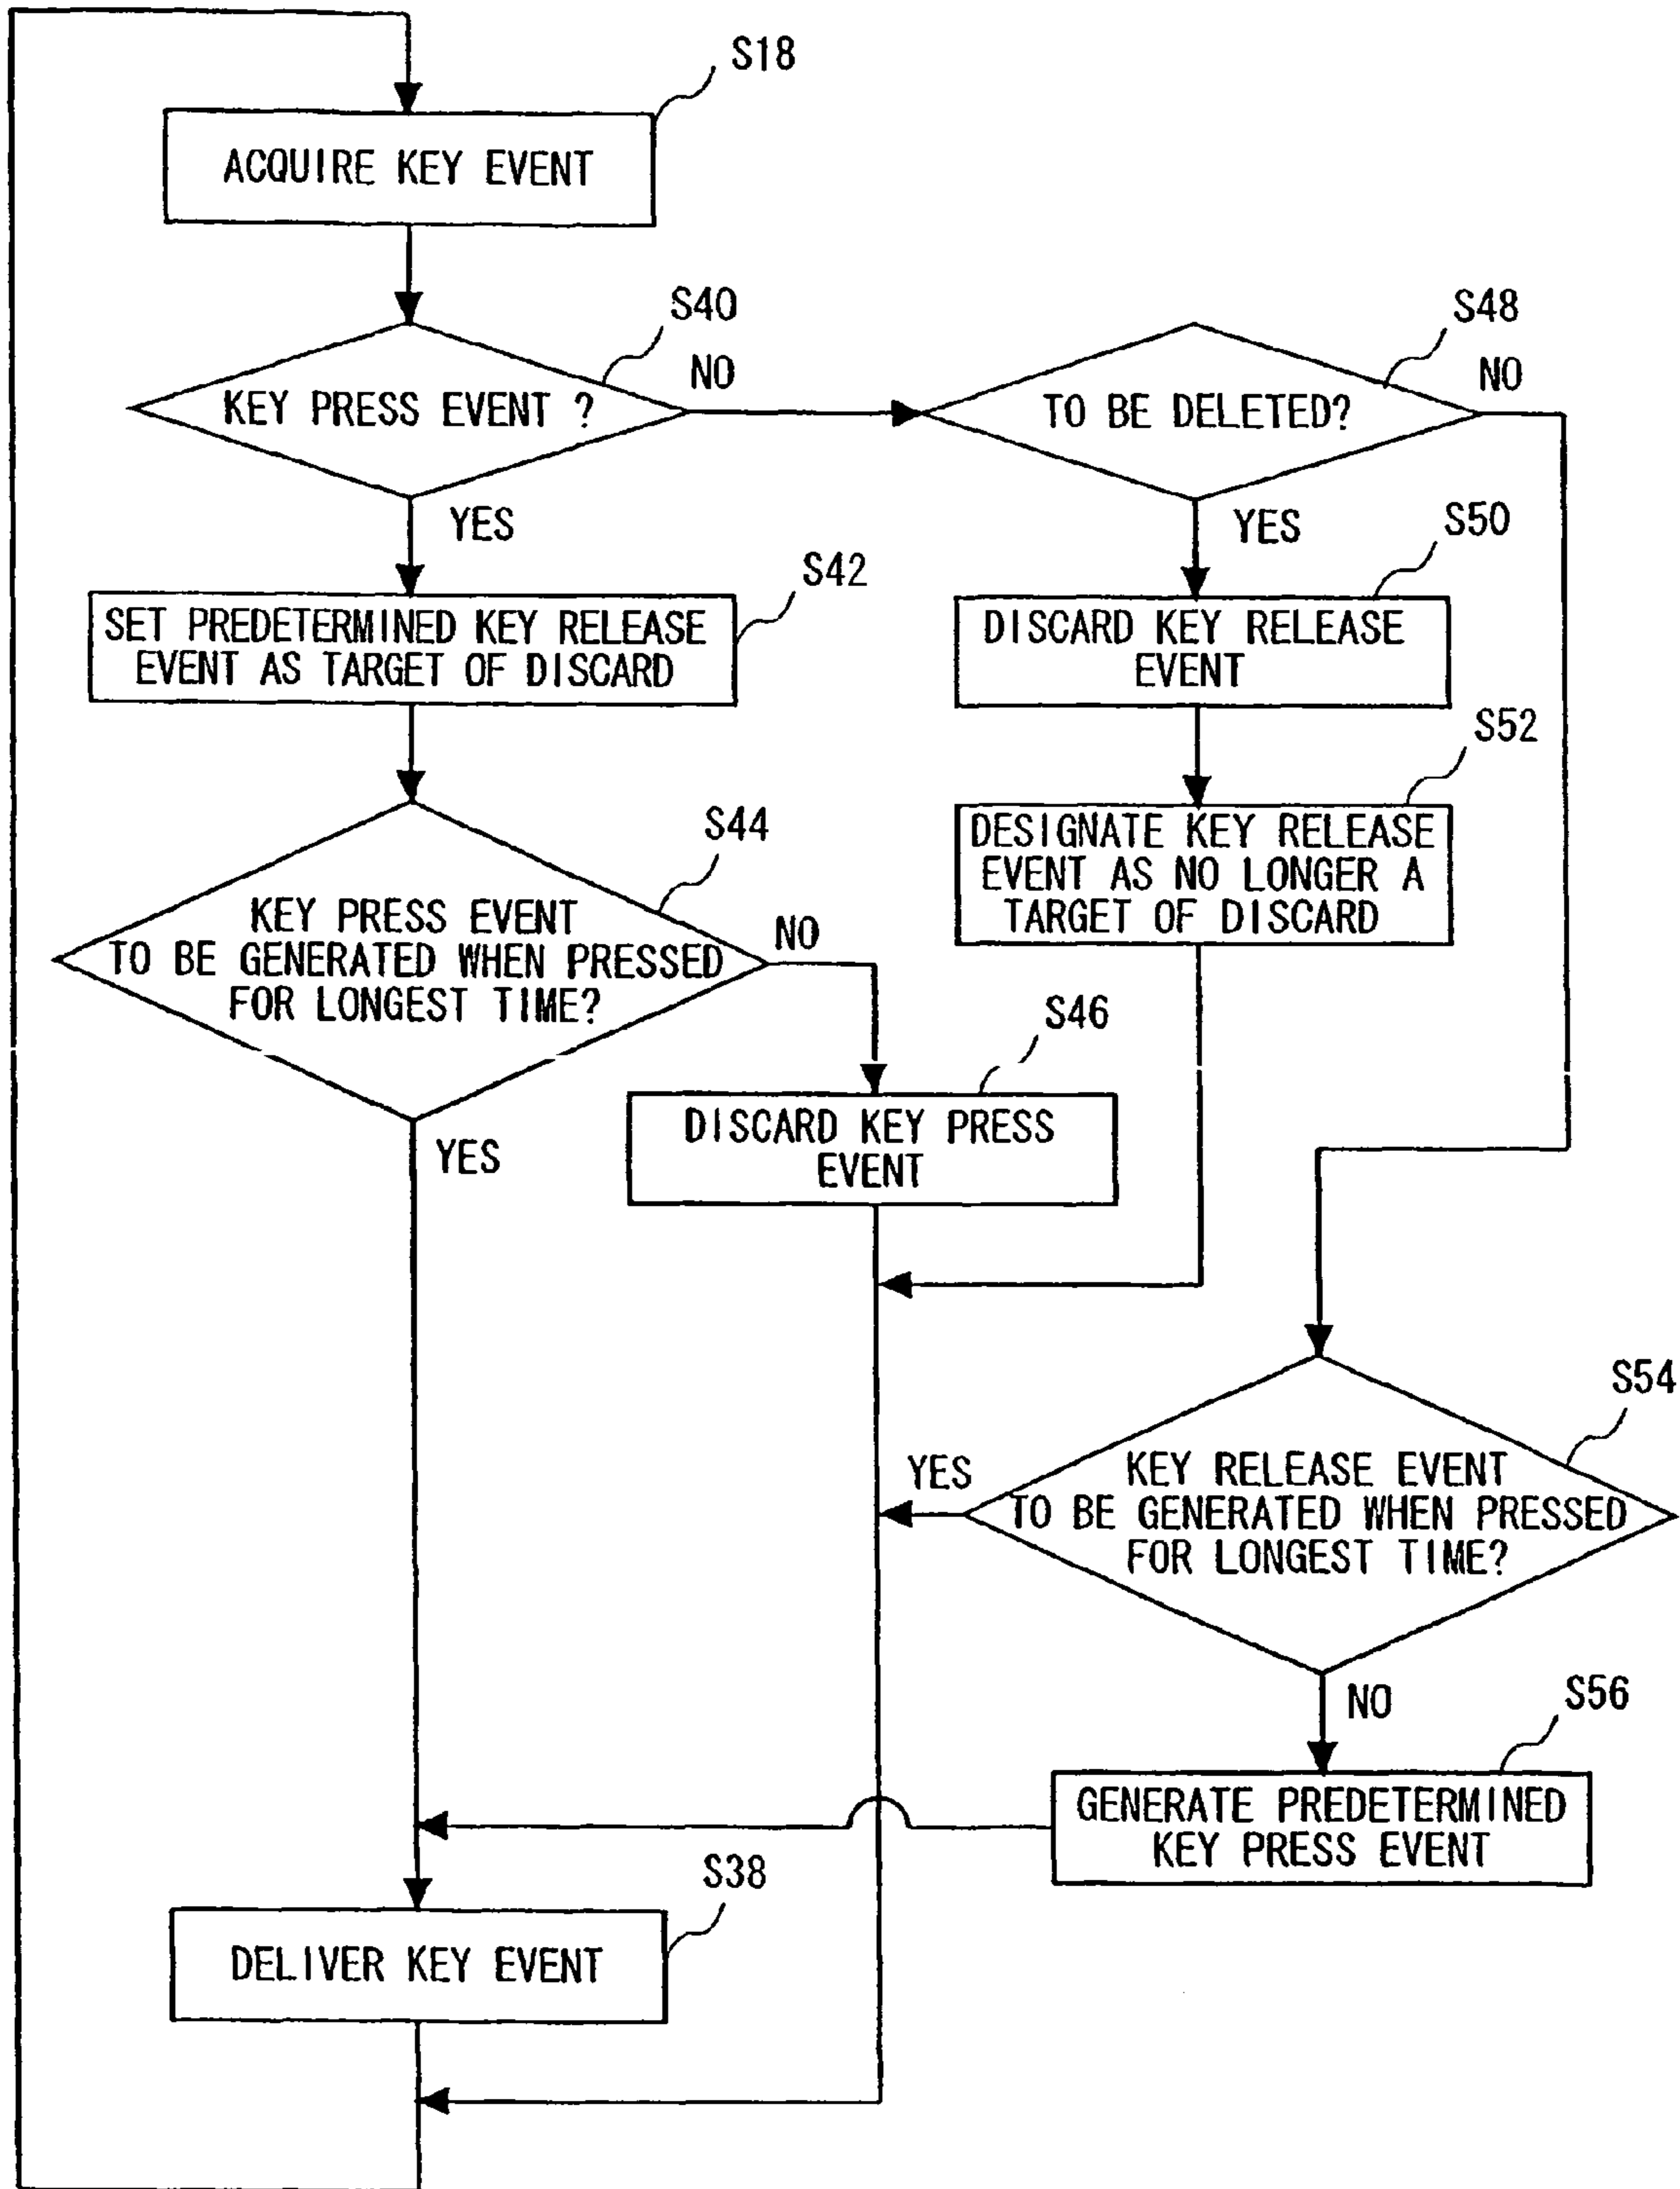 S18
ACQUIRE KEY EVENT
S40
KEY PRESS EVENT ?
NO
YES
S48
TO BE DELETED?
NO
YES
S42
SET PREDETERMINED KEY RELEASE
EVENT AS TARGET OF DISCARD
S50
DISCARD KEY RELEASE
EVENT
S52
DESIGNATE KEY RELEASE
EVENT AS NO LONGER A
TARGET OF DISCARD
S44
KEY PRESS EVENT
TO BE GENERATED WHEN PRESSED
FOR LONGEST TIME?
NO
YES
S46
DISCARD KEY PRESS
EVENT
S54
KEY RELEASE EVENT
TO BE GENERATED WHEN PRESSED
FOR LONGEST TIME?
YES
NO
S56
GENERATE PREDETERMINED
KEY PRESS EVENT
S38
DELIVER KEY EVENT